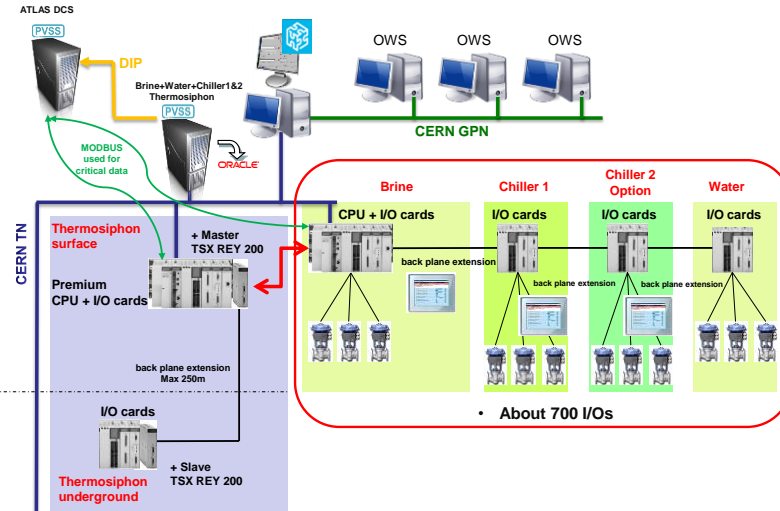 ATLAS DCS
PVSS
DIP
Brine+Water+Chiller1&2
Thermosiphon
PVSS
ORACLE
OWS
OWS
OWS
CERN GPN
MODBUS
used for
critical data
CERN TN
Thermosiphon
surface
+ Master
TSX REY 200
Premium
CPU + I/O cards
back plane extension
Max 250m
I/O cards
+ Slave
TSX REY 200
Thermosiphon
underground
Brine
Chiller 1
Chiller 2
Option
Water
CPU + I/O cards
I/O cards
I/O cards
I/O cards
back plane extension
back plane extension
back plane extension
• About 700 I/Os